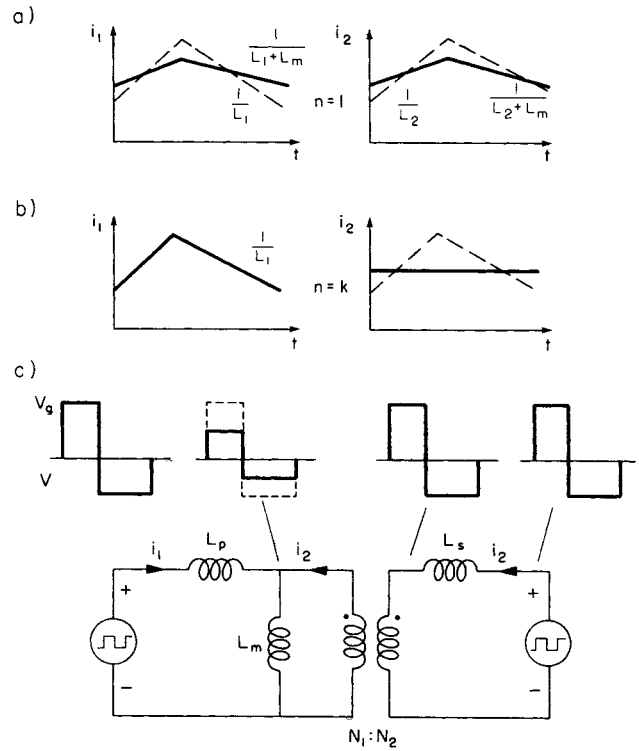 a)
i₁
1/(L₁+Lₘ)
1/L₁
t
n = 1
i₂
1/L₂
1/(L₂+Lₘ)
t
b)
i₁
1/L₁
t
n = k
i₂
t
c)
V_g
V
i₁
Lₚ
i₂
Lₛ
i₂
+
+
Lₘ
−
−
N₁ : N₂